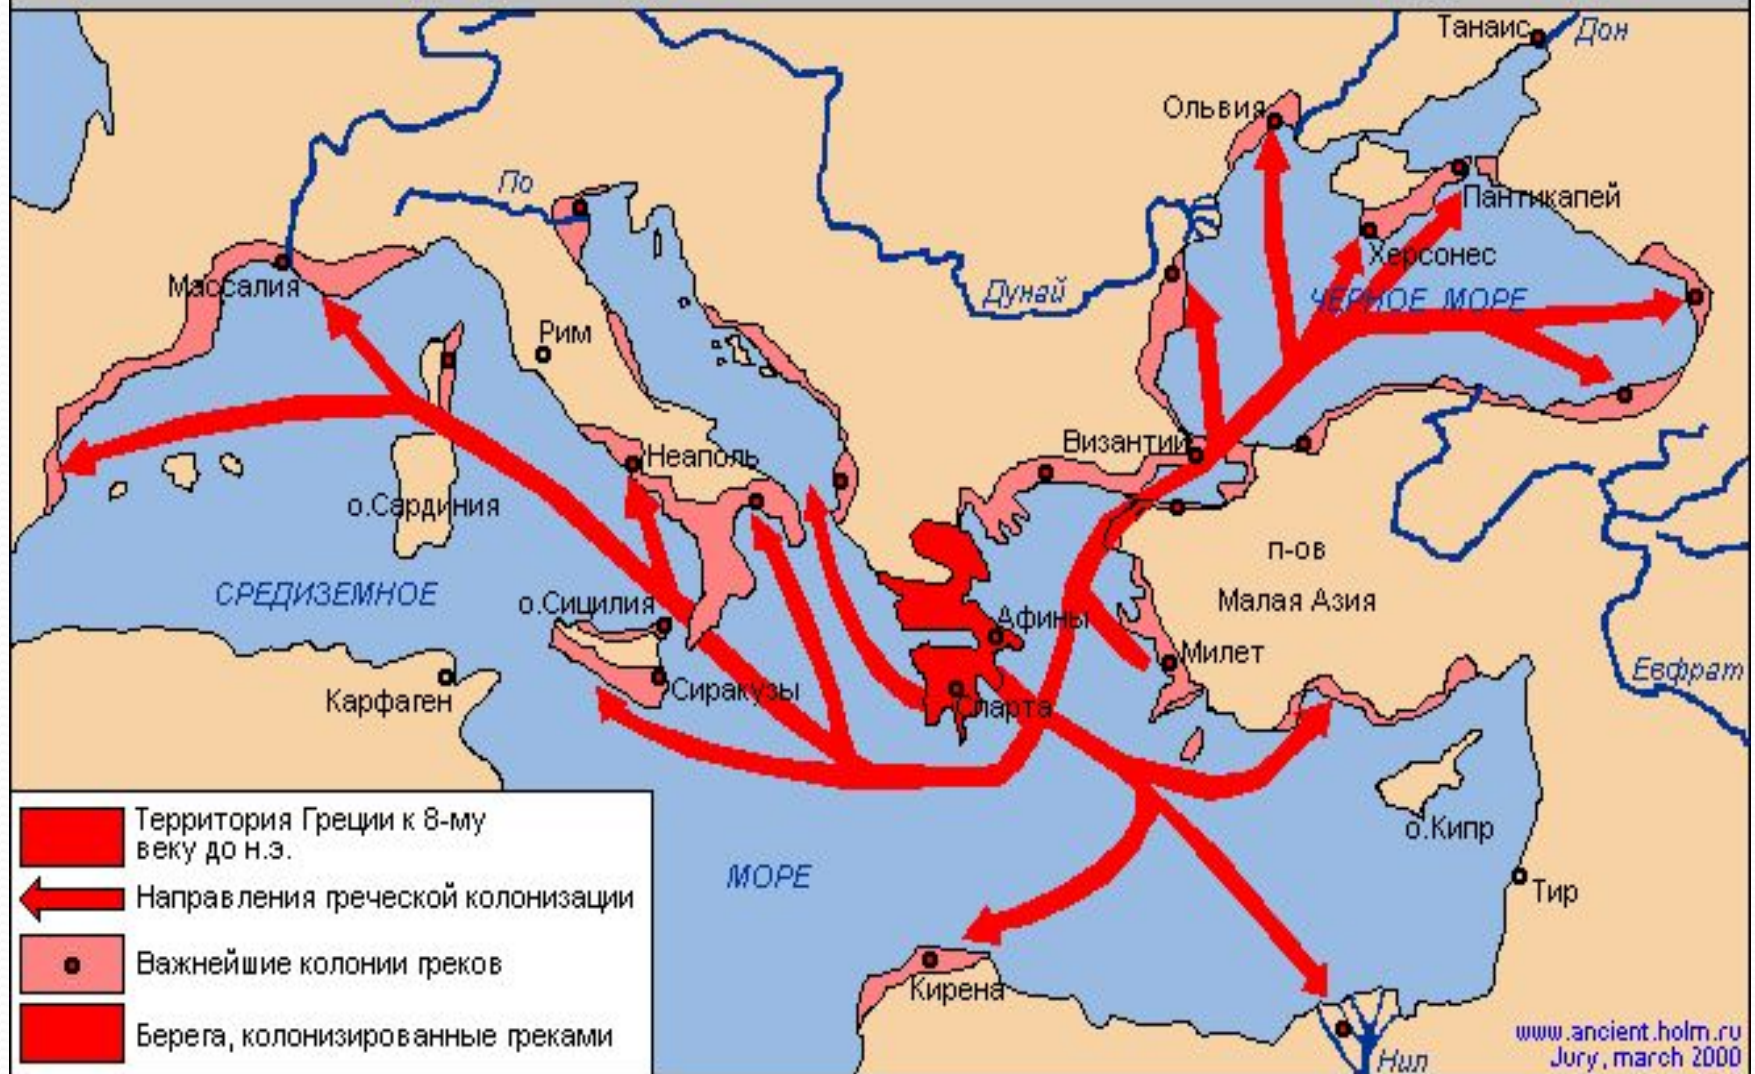 Танаис
Дон
Ольвия
По
Пантикапей
Херсонес
Массалия
Дунай
ЧЕРНОЕ МОРЕ
Рим
Византии
Неаполь
о.Сардиния
п-ов
Малая Азия
СРЕДИЗЕМНОЕ
о.Сицилия
Афины
Милет
Евфрат
Карфаген
Сиракузы
Спарта
о.Кипр
Территория Греции к 8-му
веку до н.э.
МОРЕ
Тир
Направления греческой колонизации
Важнейшие колонии греков
Кирена
Берега, колонизированные греками
www.ancient.holm.ru
Jury, march 2000
Нил